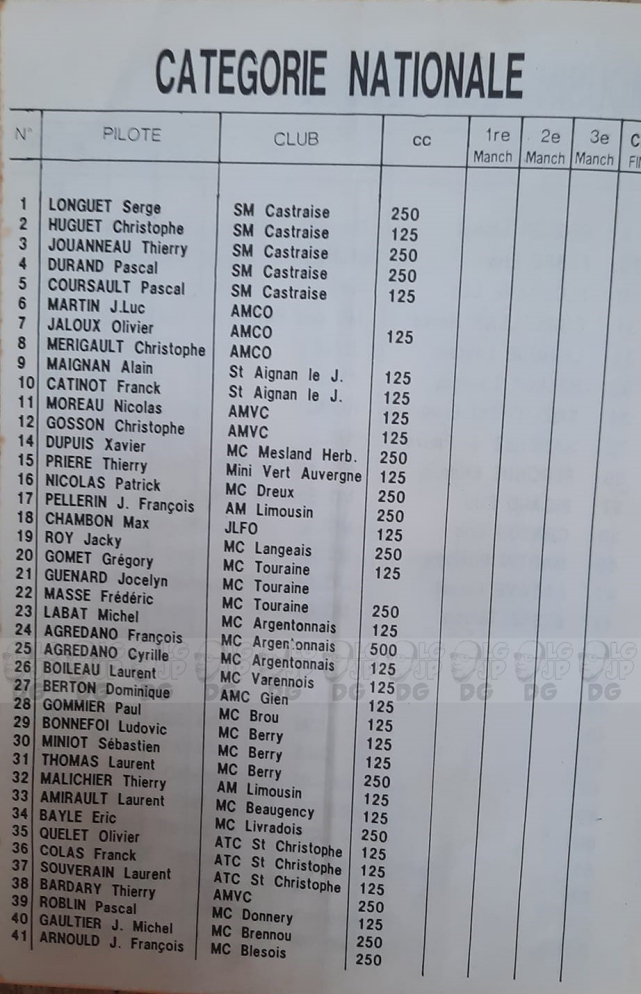 CATEGORIE NATIONALE
N° PILOTE CLUB cc 1re Manch 2e Manch 3e Manch
1 LONGUET Serge SM Castraise 250
2 HUGUET Christophe SM Castraise 125
3 JOUANNEAU Thierry SM Castraise 250
4 DURAND Pascal SM Castraise 250
5 COURSAULT Pascal SM Castraise 125
6 MARTIN J.Luc AMCO
7 JALOUX Olivier AMCO 125
8 MERIGAULT Christophe AMCO
9 MAIGNAN Alain St Aignan le J. 125
10 CATINOT Franck St Aignan le J. 125
11 MOREAU Nicolas AMVC 125
12 GOSSON Christophe AMVC 125
14 DUPUIS Xavier MC Mesland Herb. 250
15 PRIERE Thierry Mini Vert Auvergne 125
16 NICOLAS Patrick MC Dreux 250
17 PELLERIN J. François AM Limousin 250
18 CHAMBON Max JLFO 125
19 ROY Jacky MC Langeais 250
20 GOMET Grégory MC Touraine 125
21 GUENARD Jocelyn MC Touraine
22 MASSE Frédéric MC Touraine 250
23 LABAT Michel MC Argentonnais 125
24 AGREDANO François MC Argentonnais 500
25 AGREDANO Cyrille MC Argentonnais 125
26 BOILEAU Laurent MC Varennois 125
27 BERTON Dominique AMC Gien 125
28 GOMMIER Paul MC Brou 125
29 BONNEFOI Ludovic MC Berry 125
30 MINIOT Sébastien MC Berry 125
31 THOMAS Laurent MC Berry 250
32 MALICHIER Thierry AM Limousin 125
33 AMIRAULT Laurent MC Beaugency 125
34 BAYLE Eric MC Livradois 250
35 QUELET Olivier ATC St Christophe 125
36 COLAS Franck ATC St Christophe 125
37 SOUVERAIN Laurent ATC St Christophe 125
38 BARDARY Thierry AMVC 250
39 ROBLIN Pascal MC Donnery 125
40 GAULTIER J. Michel MC Brennou 250
41 ARNOULD J. François MC Blesois 250